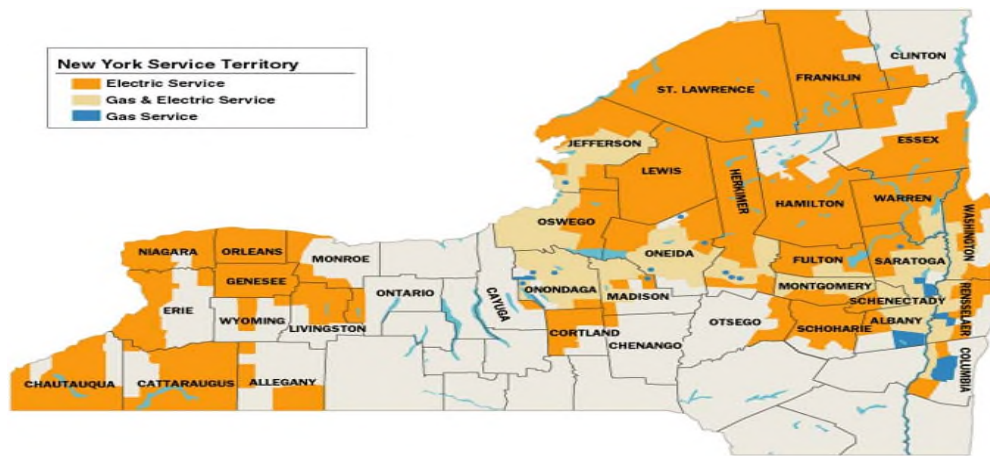 New York Service Territory
Electric Service
Gas & Electric Service
Gas Service
CLINTON
FRANKLIN
ST. LAWRENCE
ESSEX
JEFFERSON
LEWIS
HERKIMER
HAMILTON
WARREN
WASHINGTON
OSWEGO
ONEIDA
FULTON
SARATOGA
NIAGARA
ORLEANS
MONROE
GENESEE
ONTARIO
CAYUGA
ONONDAGA
MADISON
MONTGOMERY
SCHENECTADY
RENSSELAER
ERIE
WYOMING
LIVINGSTON
CORTLAND
OTSEGO
SCHOHARIE
ALBANY
CHENANGO
CHAUTAUQUA
CATTARAUGUS
ALLEGANY
COLUMBIA